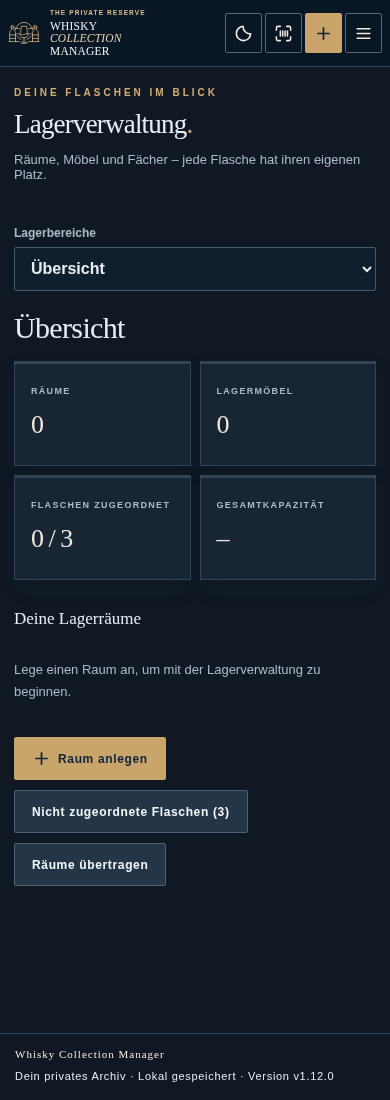 THE PRIVATE RESERVE
WHISKY
COLLECTION
MANAGER
DEINE FLASCHEN IM BLICK
Lagerverwaltung.
Räume, Möbel und Fächer – jede Flasche hat ihren eigenen
Platz.
Lagerbereiche
Übersicht
Übersicht
RÄUME
0
LAGERMÖBEL
0
FLASCHEN ZUGEORDNET
0 / 3
GESAMTKAPAZITÄT
–
Deine Lagerräume
Lege einen Raum an, um mit der Lagerverwaltung zu
beginnen.
Raum anlegen
Nicht zugeordnete Flaschen (3)
Räume übertragen
Whisky Collection Manager
Dein privates Archiv · Lokal gespeichert · Version v1.12.0